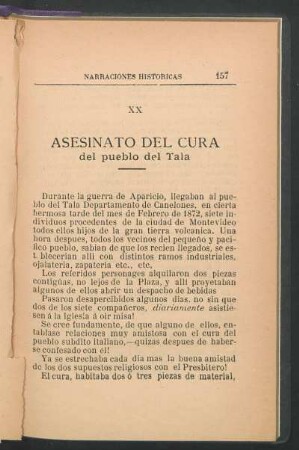 NARRACIONES HISTORICAS 157
XX
ASESINATO DEL CURA
del pueblo del Tala
Durante la guerra de Aparicio, llegaban al pue-
blo del Tala Departamento de Canelones, en cierta
hermosa tarde del mes de Febrero de 1872, siete in-
dividuos procedentes de la ciudad de Montevideo
todos ellos hijos de la gran tierra volcanica. Una
hora despues, todos los vecinos del pequeño y paci-
fico pueblo, sabian de que los recien llegados, se es-
t blecerian alli con distintos ramos industriales,
ojalateria, zapateria etc., etc.
Los referidos personages alquilaron dos piezas
contiguas, no lejos de la Plaza, y alli proyetaban
algunos de ellos abrir un despacho de bebidas
Pasaron desapercibidos algunos dias, no sin que
dos de los siete compañeros, diariamente asistie-
sen á la iglesia á oir misa!
Se cree fundamento, de que alguno de ellos, en-
tablase relaciones muy amistosa con el cura del
pueblo subdito italiano,—quizas despues de haber-
se confesado con él!
Ya se estrechaba cada dia mas la buena amistad
de los dos supuestos religiosos con el Presbitero!
El cura, habitaba dos ó tres piezas de material,